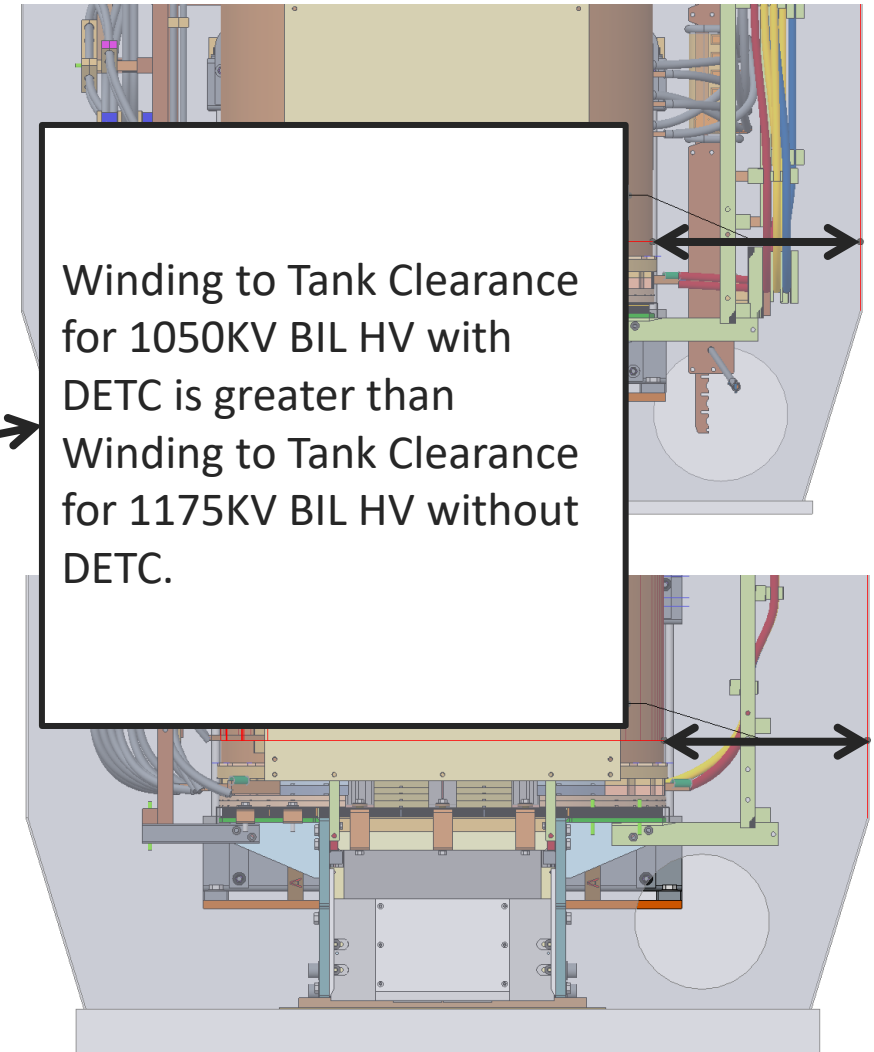 Winding to Tank Clearance
for 1050KV BIL HV with
DETC is greater than
Winding to Tank Clearance
for 1175KV BIL HV without
DETC.